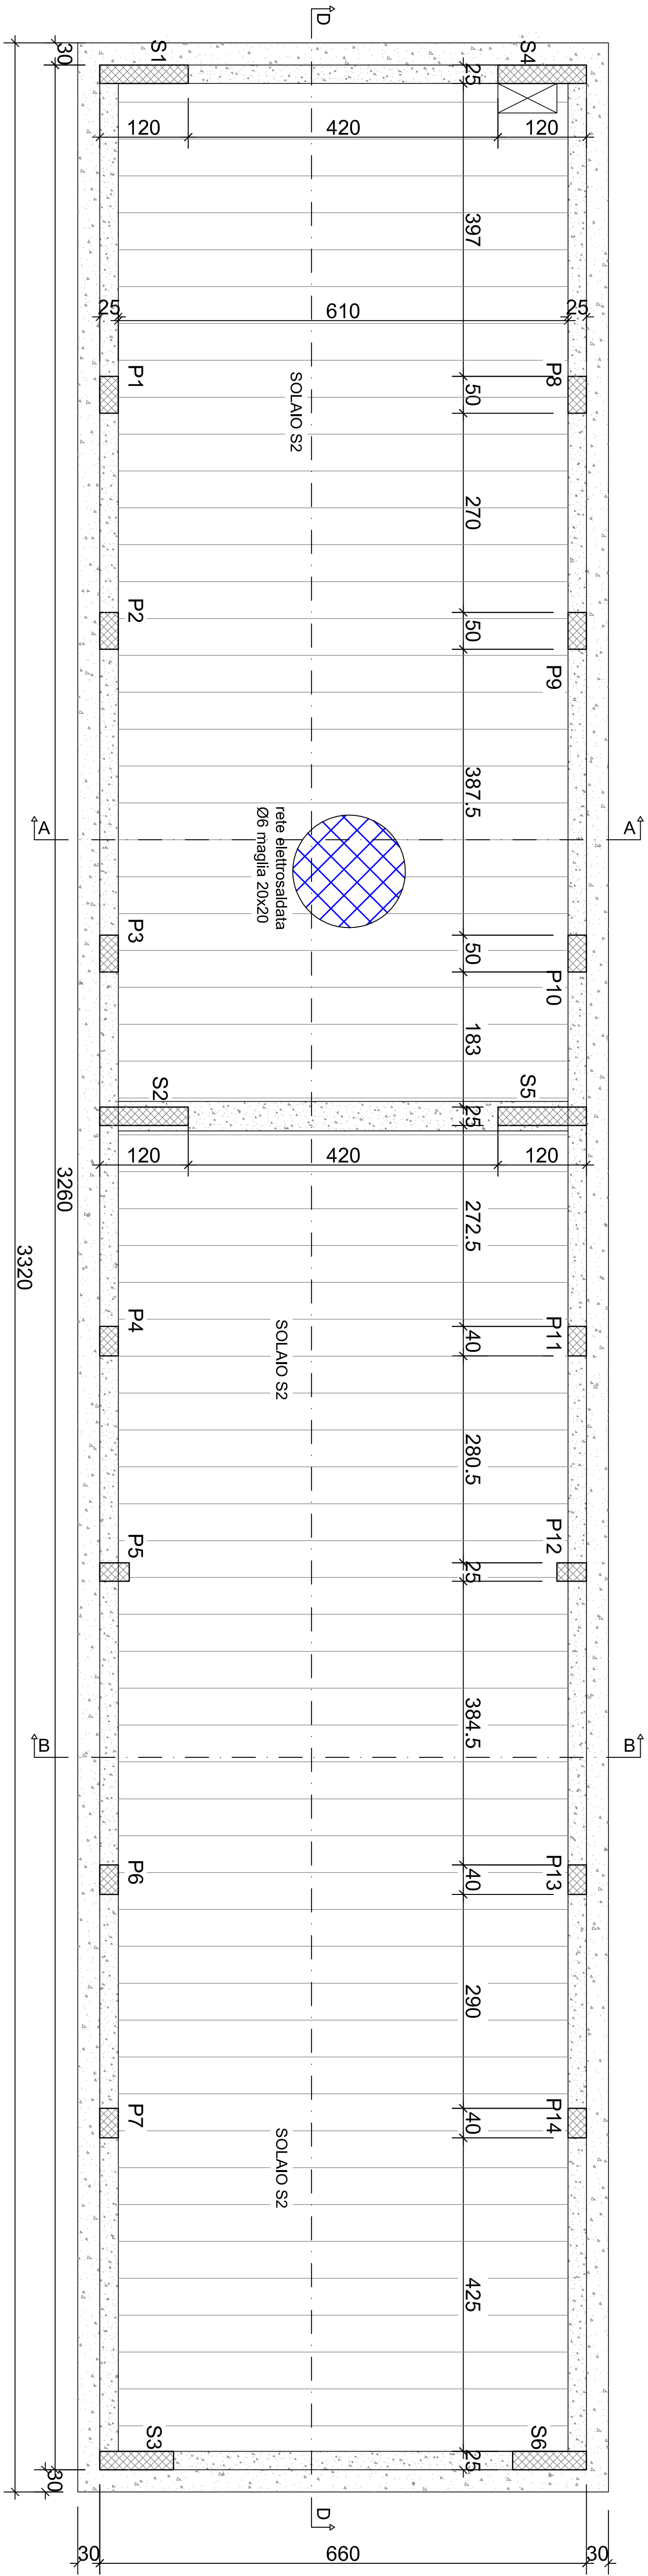 D
30
S1
25
S4
120
420
120
397
25
610
25
P1
SOLAIO S2
50
P8
270
P2
50
P9
387.5
A
A
rete elettrosaldata
Ø6 maglia 20x20
P3
50
P10
183
S2
25
S5
120
420
120
3260
272.5
3320
P4
SOLAIO S2
40
P11
280.5
P5
25
P12
384.5
B
B
P6
40
P13
290
P7
SOLAIO S2
40
P14
425
S3
25
S6
30
D
30
660
30